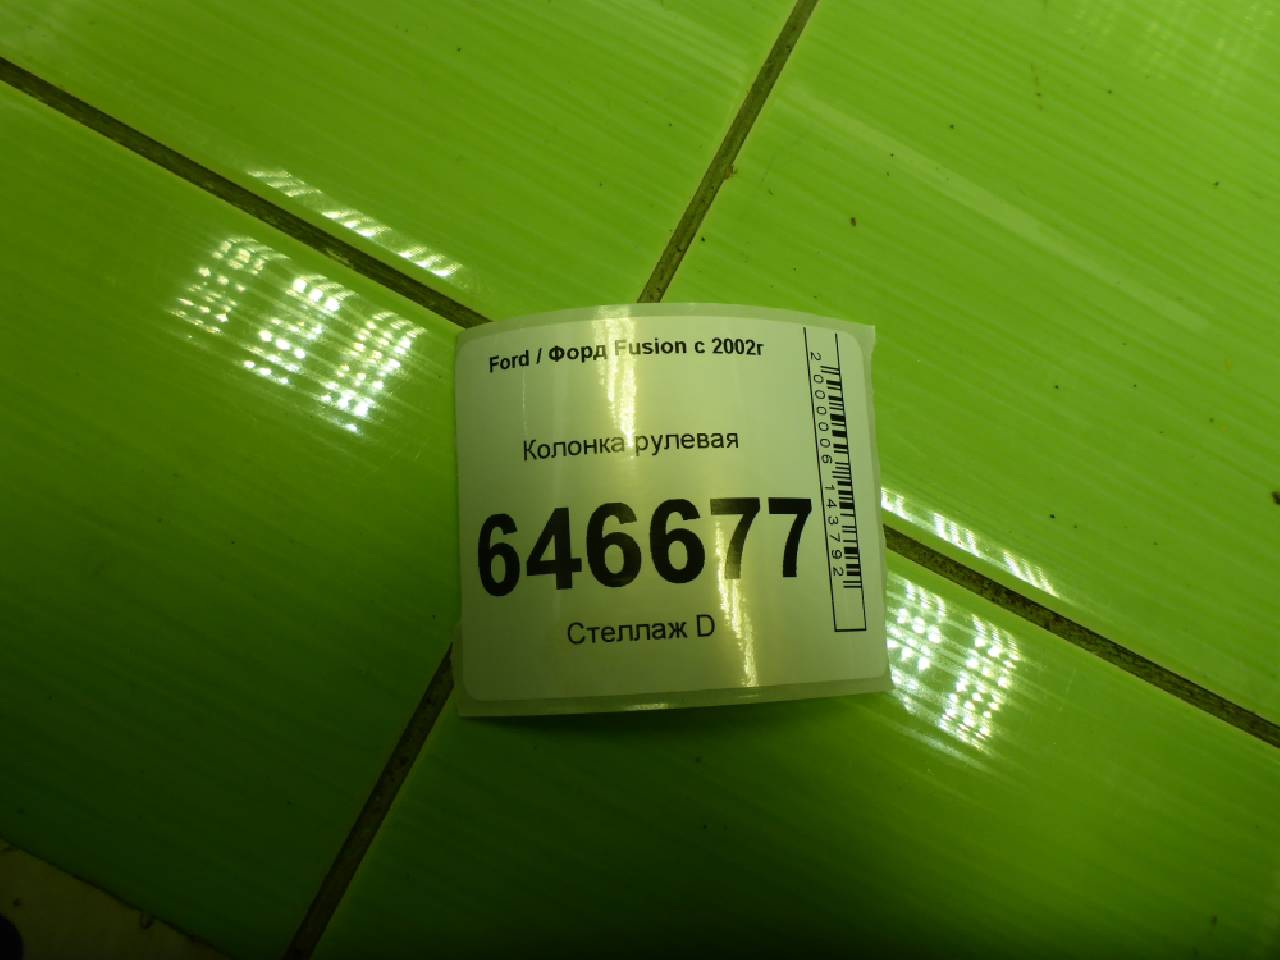 Ford / Форд Fusion с 2002г
Колонка рулевая
646677
Стеллаж D
2000006143792